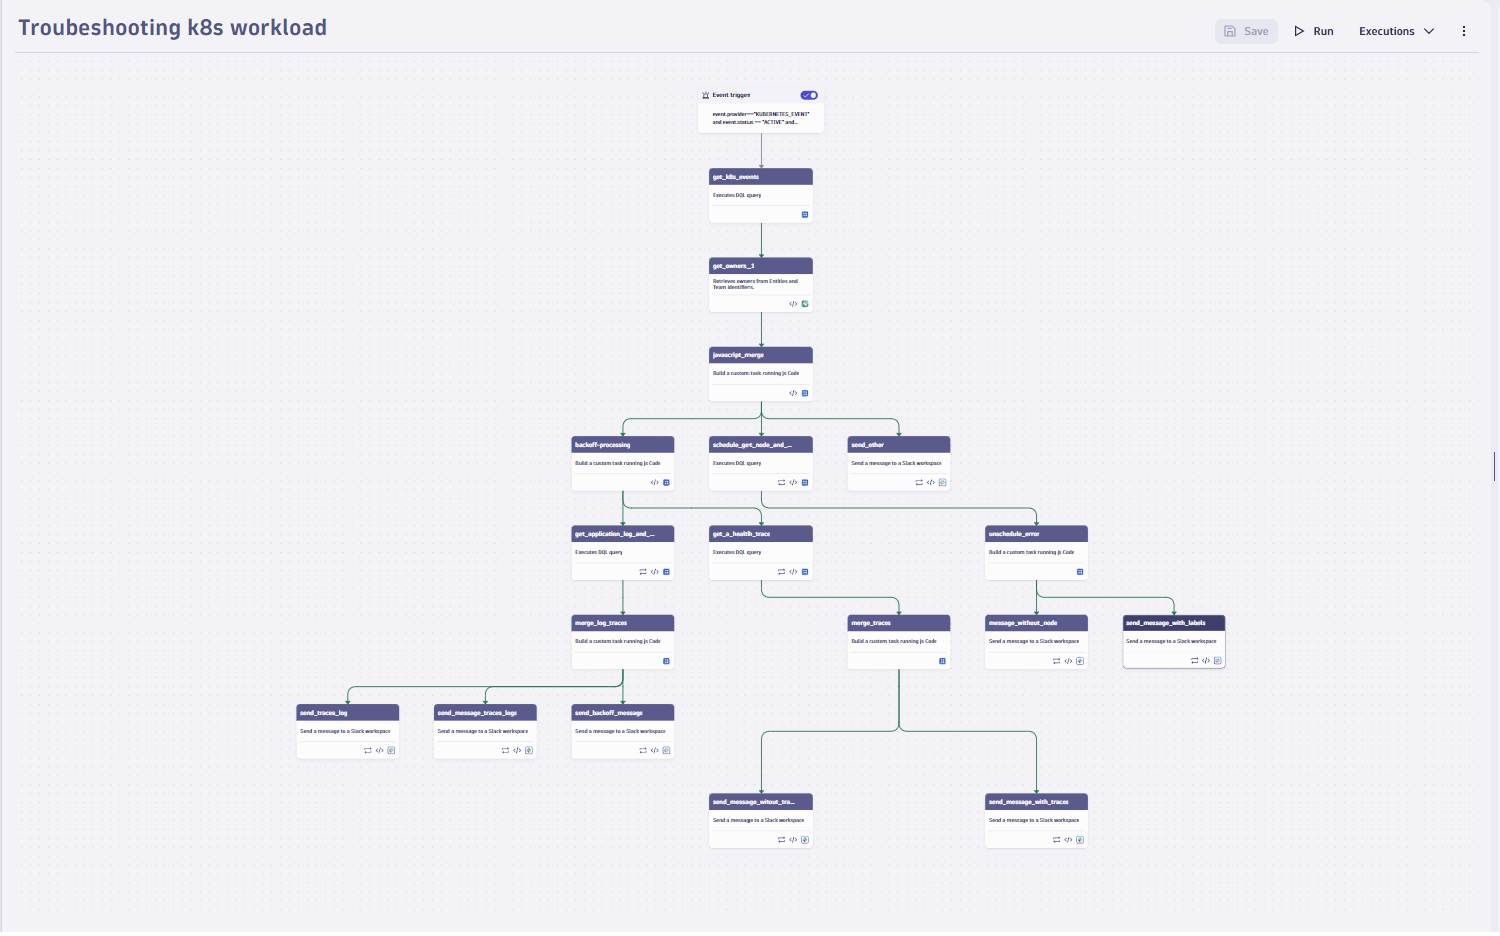 Troubeshooting k8s workload
Save
Run
Executions
Event trigger
event.provider=="KUBERNETES_EVENT"
and event.status == "ACTIVE" and...
get_k8s_events
Executes DQL query
get_owners_1
Retrieves owners from Entities and
Team identifiers.
javascript_merge
Build a custom task running js Code
backoff-processing
Build a custom task running js Code
schedule_get_node_and_...
Executes DQL query
send_other
Send a message to a Slack workspace
get_application_log_and_...
Executes DQL query
get_a_health_trace
Executes DQL query
unschedule_error
Build a custom task running js Code
merge_log_traces
Build a custom task running js Code
merge_traces
Build a custom task running js Code
message_without_node
Send a message to a Slack workspace
send_message_with_labels
Send a message to a Slack workspace
send_traces_log
Send a message to a Slack workspace
send_message_traces_logs
Send a message to a Slack workspace
send_backoff_message
Send a message to a Slack workspace
send_message_witout_tra...
Send a message to a Slack workspace
send_message_with_traces
Send a message to a Slack workspace